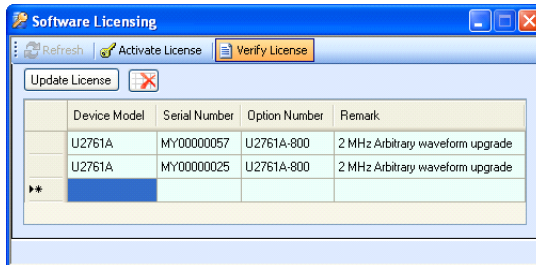 Software Licensing
Refresh Activate License Verify License
Update License
Device Model Serial Number Option Number Remark
U2761A MY00000057 U2761A-800 2 MHz Arbitrary waveform upgrade
U2761A MY00000025 U2761A-800 2 MHz Arbitrary waveform upgrade